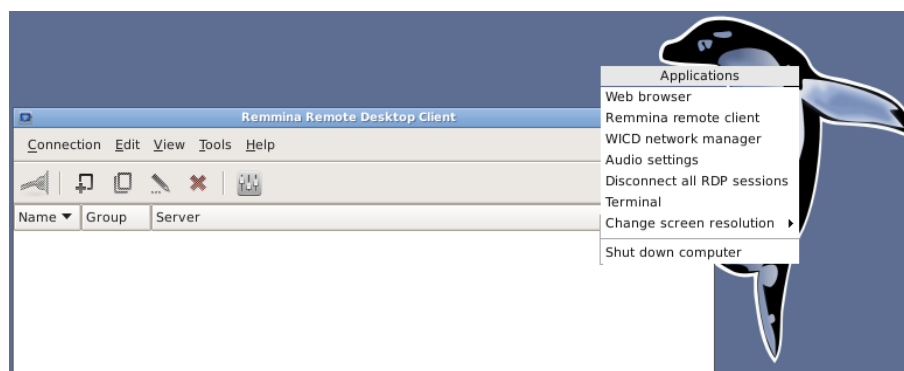 Applications
Web browser
Remmina Remote Desktop Client
Remmina remote client
Connection Edit View Tools Help
WICD network manager
Audio settings
Disconnect all RDP sessions
Terminal
Name Group Server
Change screen resolution
Shut down computer